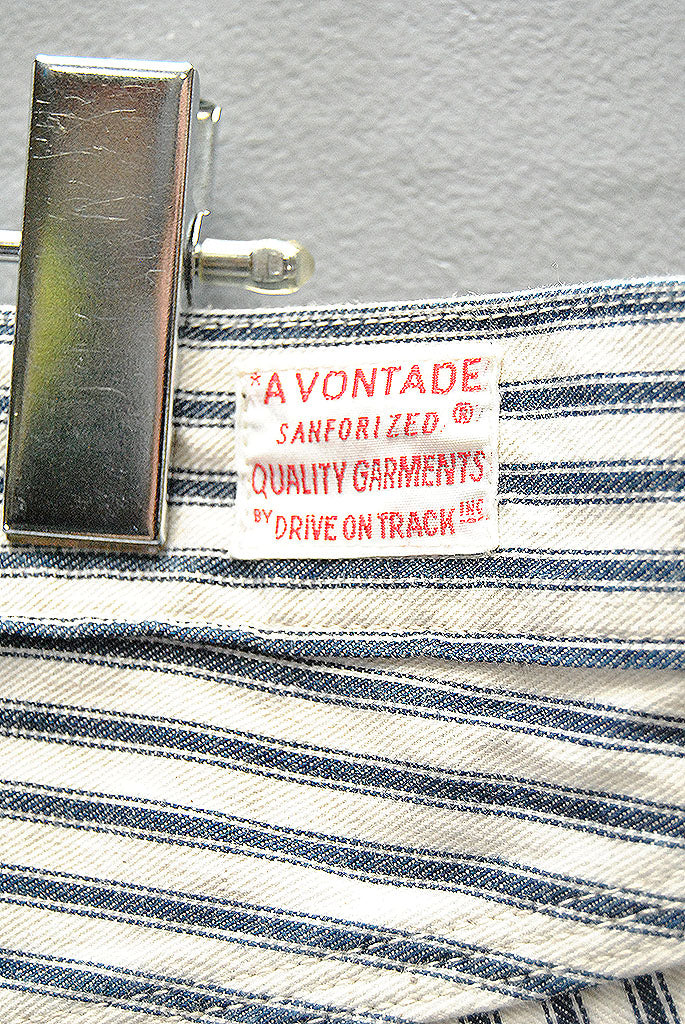 *A VONTADE
SANFORIZED ®
QUALITY GARMENTS
BY DRIVE ON TRACK INC.